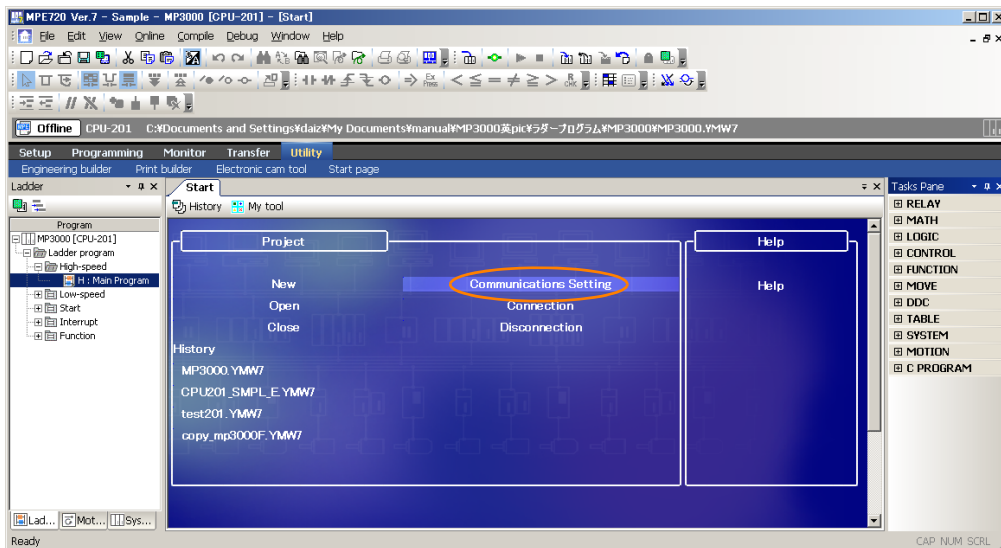 MPE720 Ver.7 - Sample - MP3000 [CPU-201] - [Start]
File Edit View Online Compile Debug Window Help
Offline CPU-201 C:¥Documents and Settings¥daiz¥My Documents¥manual¥MP3000英pic¥ラダープログラム¥MP3000¥MP3000.YMW7
Setup Programming Monitor Transfer Utility
Engineering builder Print builder Electronic cam tool Start page
Ladder
Program
MP3000 [CPU-201]
Ladder program
High-speed
H : Main Program
Low-speed
Start
Interrupt
Function
Lad... Mot... Sys...
Start
History My tool
Project
New Communications Setting
Open Connection
Close Disconnection
History
MP3000.YMW7
CPU201_SMPL_E.YMW7
test201.YMW7
copy_mp3000F.YMW7
Help
Help
Tasks Pane
RELAY
MATH
LOGIC
CONTROL
FUNCTION
MOVE
DDC
TABLE
SYSTEM
MOTION
C PROGRAM
Ready CAP NUM SCRL